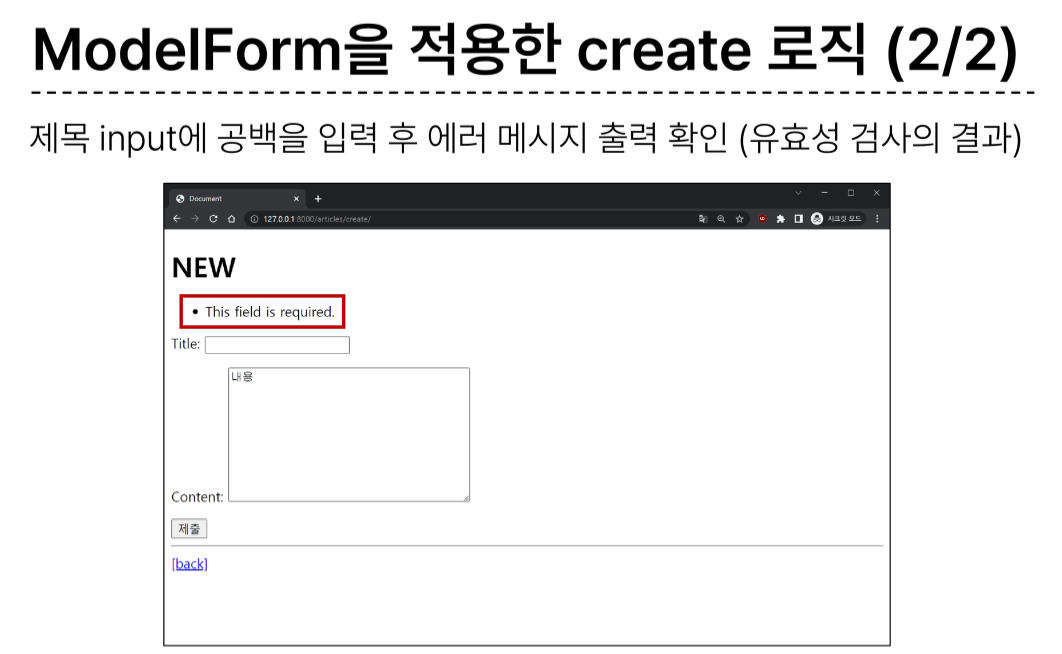 ModelForm을 적용한 create 로직 (2/2)
제목 input에 공백을 입력 후 에러 메시지 출력 확인 (유효성 검사의 결과)
Document
127.0.0.1:8000/articles/create/
시크릿 모드
NEW
This field is required.
Title:
내용
Content:
제출
[back]